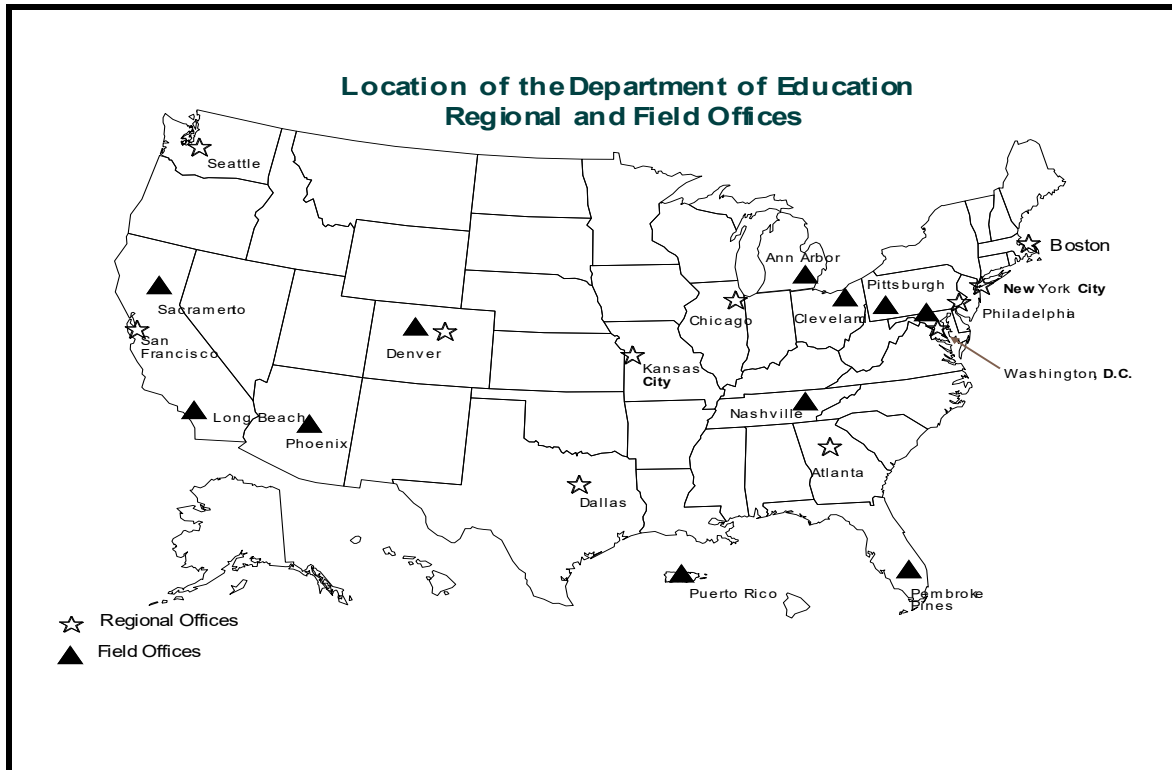 Location of the Department of Education
Regional and Field Offices
Seattle
Boston
Ann Arbor
Pittsburgh
New York City
Sacramento
Philadelphia
Chicago
Cleveland
San
Francisco
Denver
Kansas
City
Washington, D.C.
Long Beach
Nashville
Phoenix
Atlanta
Dallas
Puerto Rico
Pembroke
Pines
Regional Offices
Field Offices